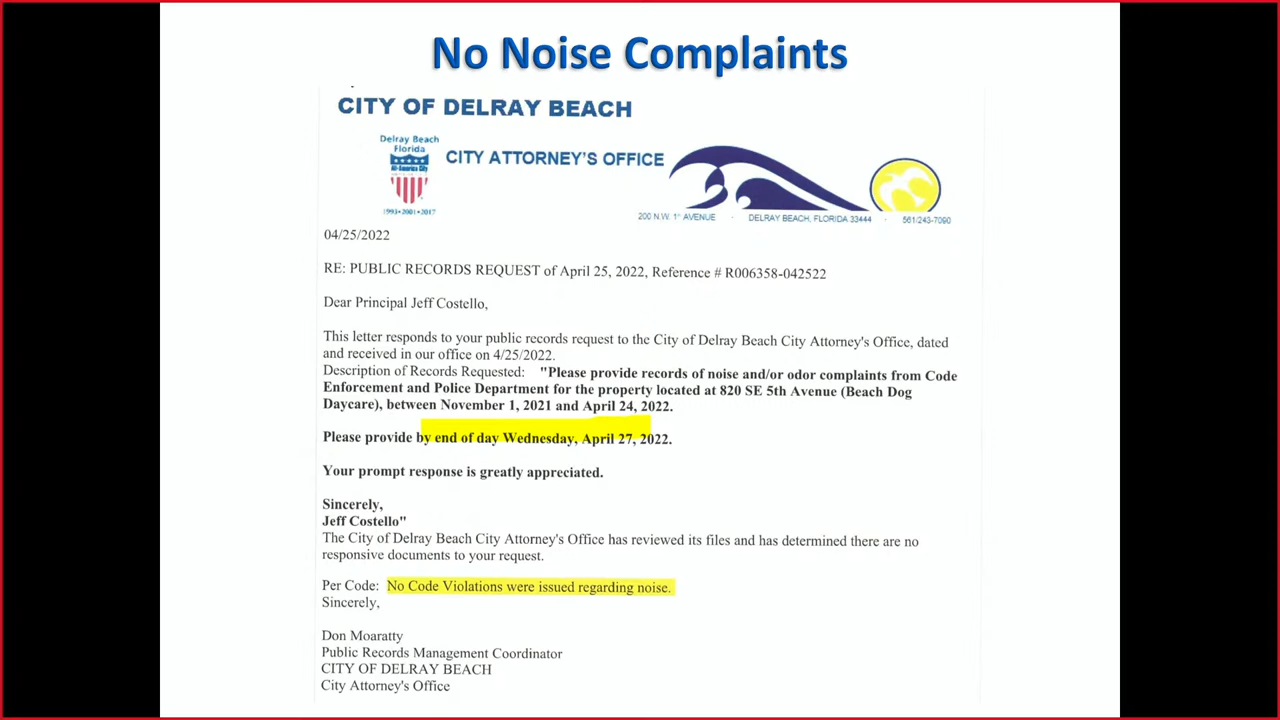 No Noise Complaints
CITY OF DELRAY BEACH
Delray Beach
Florida
All-America City
1993•2001•2017
CITY ATTORNEY'S OFFICE
200 N.W. 1st AVENUE · DELRAY BEACH, FLORIDA 33444 · 561/243-7090
04/25/2022
RE: PUBLIC RECORDS REQUEST of April 25, 2022, Reference # R006358-042522
Dear Principal Jeff Costello,
This letter responds to your public records request to the City of Delray Beach City Attorney's Office, dated
and received in our office on 4/25/2022.
Description of Records Requested: "Please provide records of noise and/or odor complaints from Code
Enforcement and Police Department for the property located at 820 SE 5th Avenue (Beach Dog
Daycare), between November 1, 2021 and April 24, 2022.
Please provide by end of day Wednesday, April 27, 2022.
Your prompt response is greatly appreciated.
Sincerely,
Jeff Costello"
The City of Delray Beach City Attorney's Office has reviewed its files and has determined there are no
responsive documents to your request.
Per Code: No Code Violations were issued regarding noise.
Sincerely,
Don Moaratty
Public Records Management Coordinator
CITY OF DELRAY BEACH
City Attorney's Office